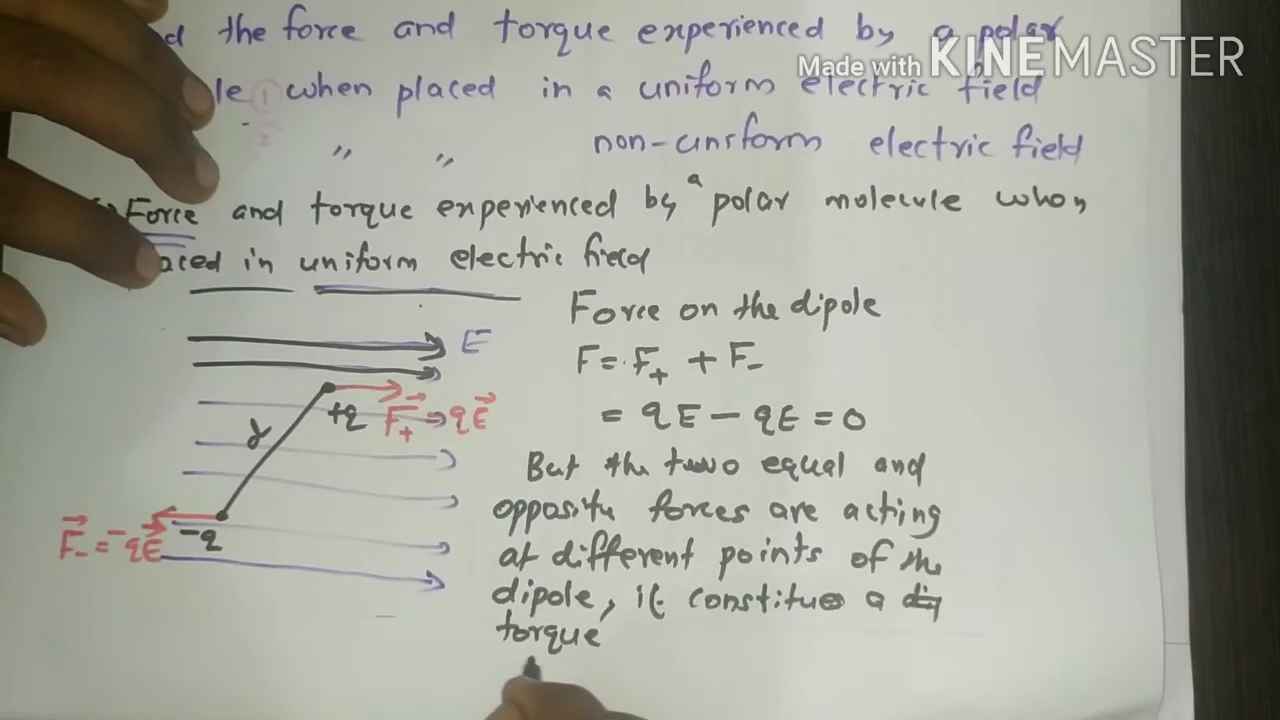 the force and torque experienced by a polar
Made with KINEMASTER
le when placed in a uniform electric field
" " non-uniform electric field
Force and torque experienced by a polar molecule when
aced in uniform electric field
Force on the dipole
E
F = F₊ + F₋
+q F⃗₊ = qE⃗
= qE - qE = 0
But the two equal and
opposite forces are acting
F⃗₋ = -qE⃗ -q
at different points of the
dipole, it constitues a
torque